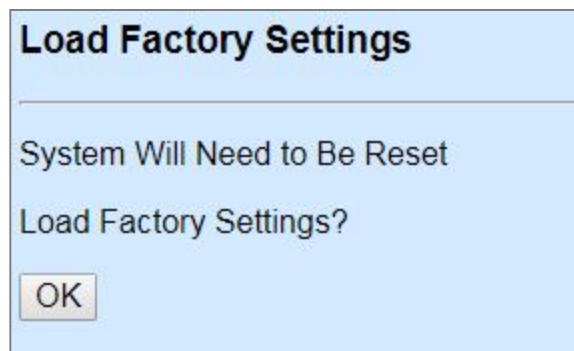 Load Factory Settings
System Will Need to Be Reset
Load Factory Settings?
OK